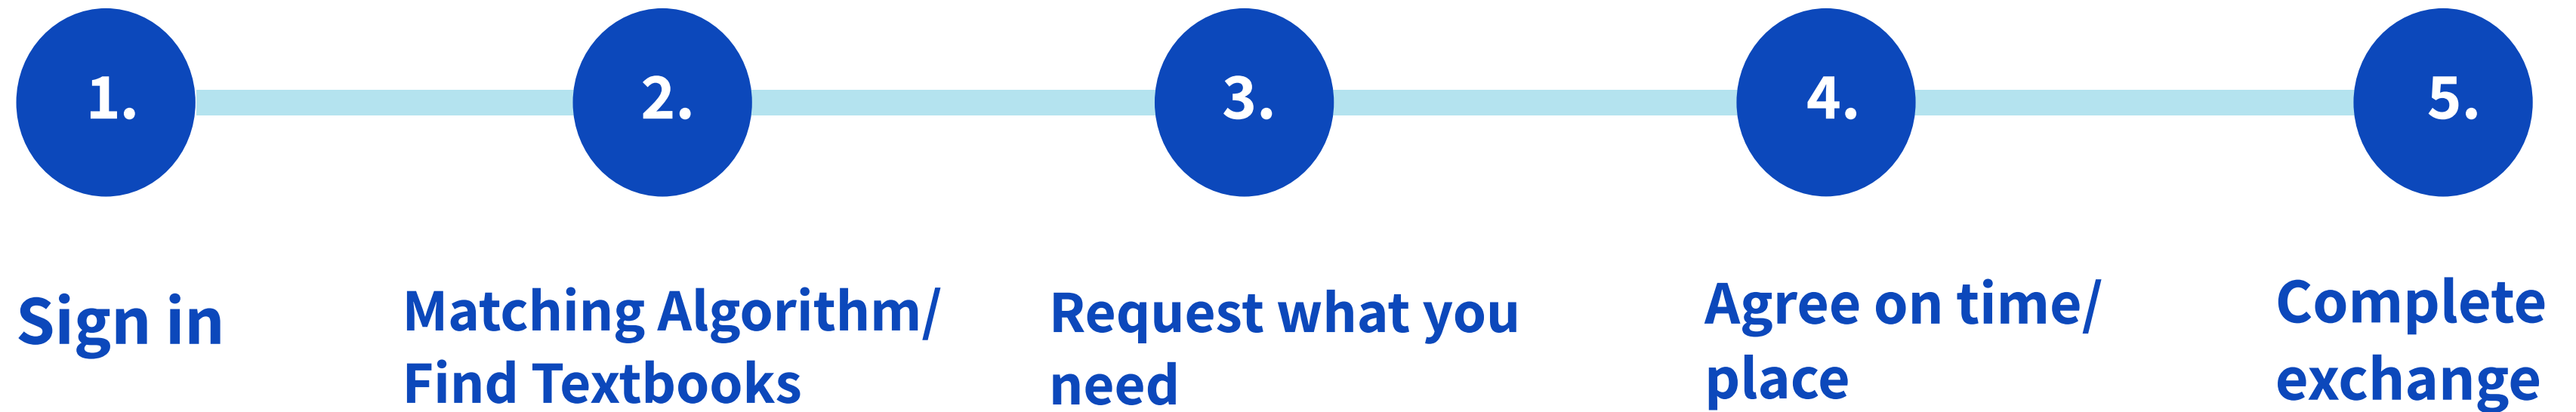 1.
2.
3.
4.
5.
Sign in
Matching Algorithm/
Find Textbooks
Request what you
need
Agree on time/
place
Complete
exchange